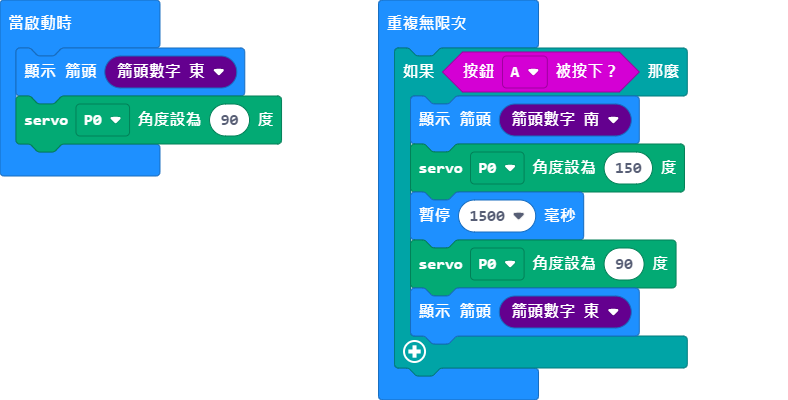 當啟動時
顯示 箭頭 箭頭數字 東
servo P0 角度設為 90 度
重複無限次
如果 按鈕 A 被按下？ 那麼
顯示 箭頭 箭頭數字 南
servo P0 角度設為 150 度
暫停 1500 毫秒
servo P0 角度設為 90 度
顯示 箭頭 箭頭數字 東